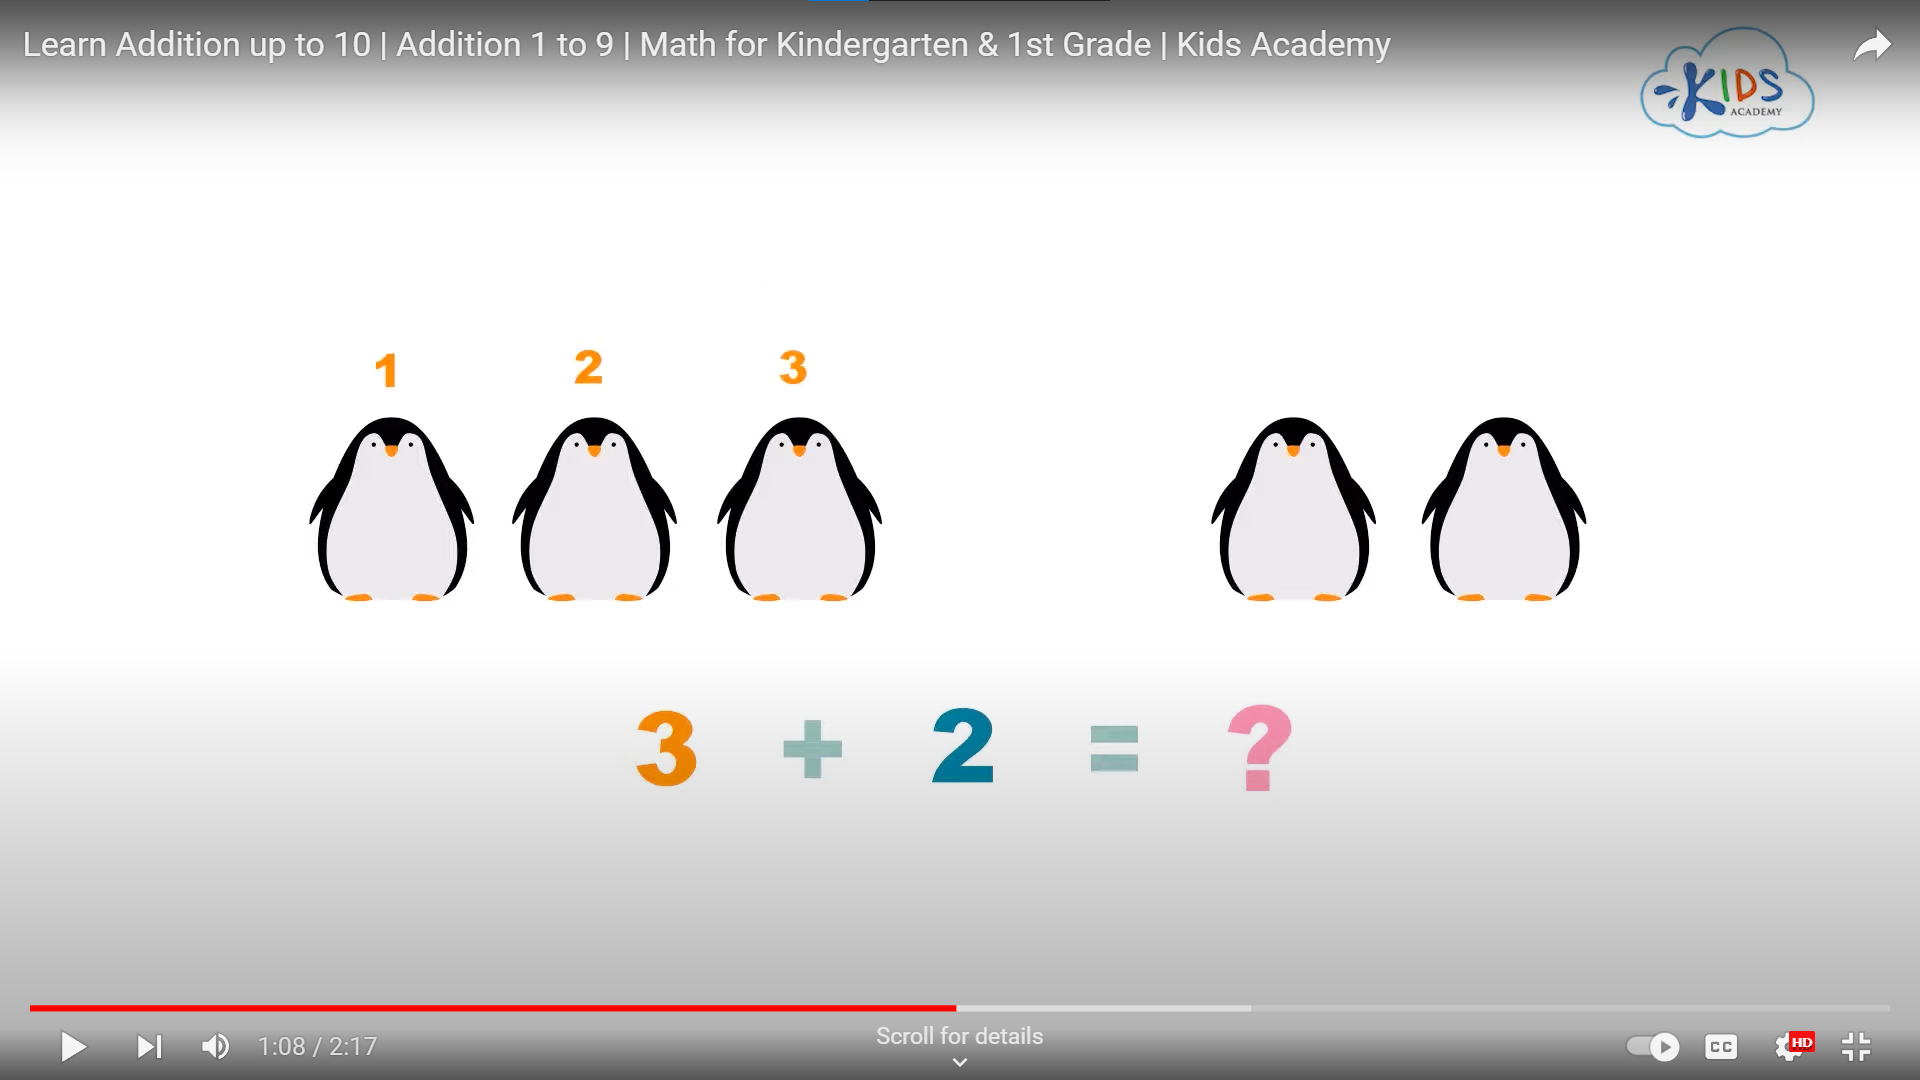 Learn Addition up to 10 | Addition 1 to 9 | Math for Kindergarten & 1st Grade | Kids Academy
KIDS
ACADEMY
1 2 3
3 + 2 = ?
Scroll for details
1:08 / 2:17
CC
HD